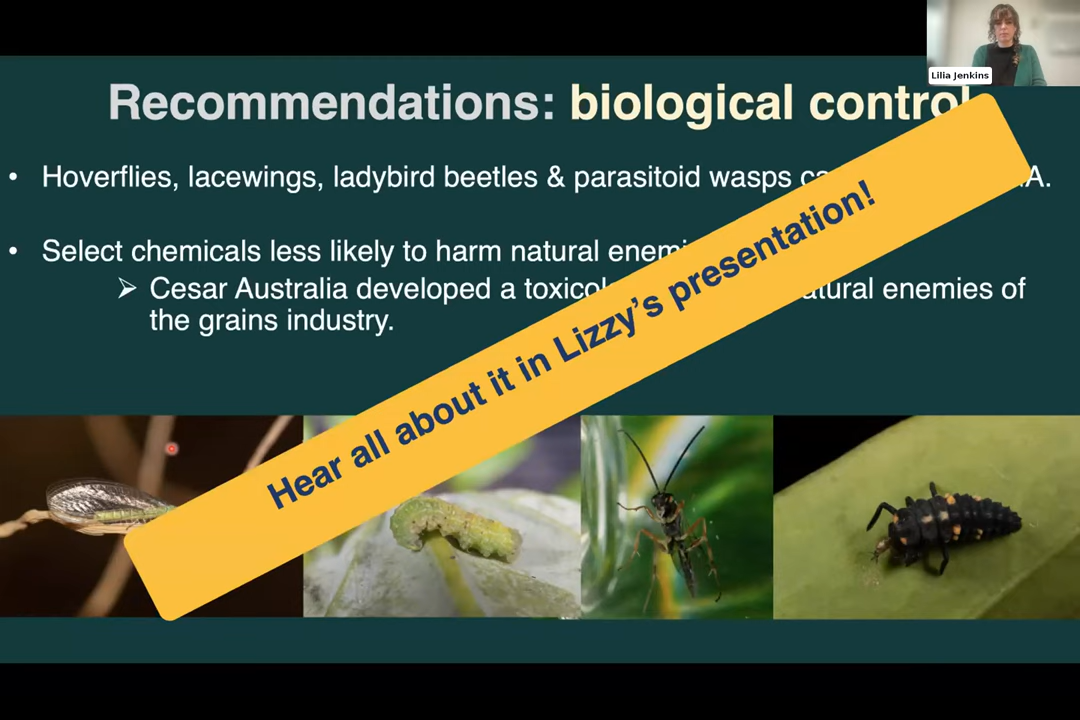 Lilia Jenkins
Recommendations: biological control
• Hoverflies, lacewings, ladybird beetles & parasitoid wasps
• Select chemicals less likely to harm natural
➢ Cesar Australia developed a enemies of
the grains industry.
Hear all about it in Lizzy’s presentation!